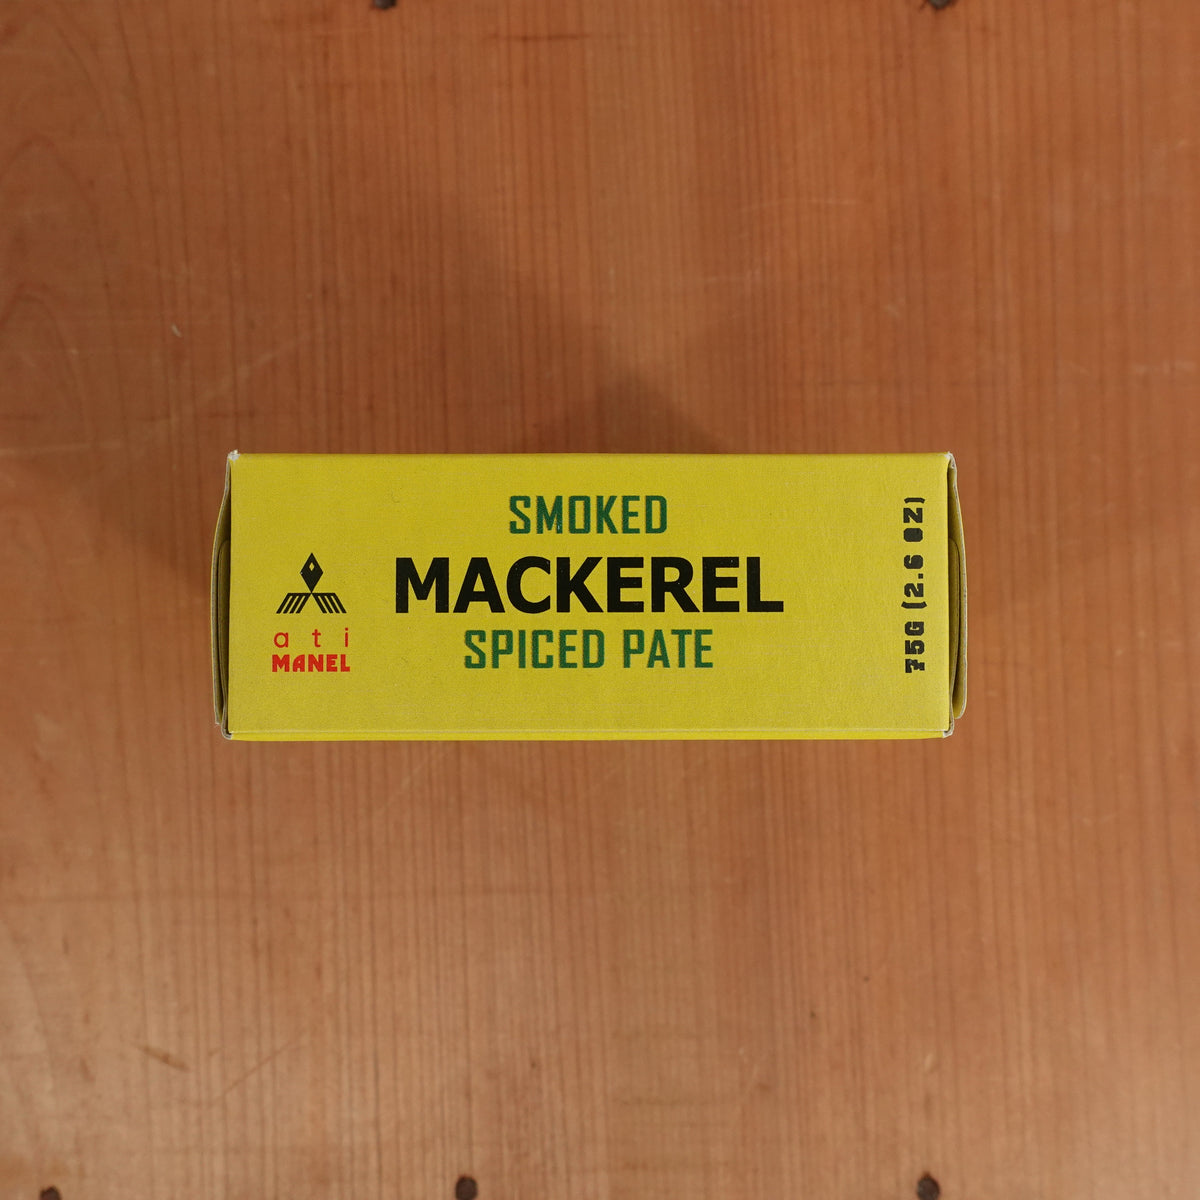 SMOKED
MACKEREL
SPICED PATE
ati
MANEL
75G (2.6 OZ)